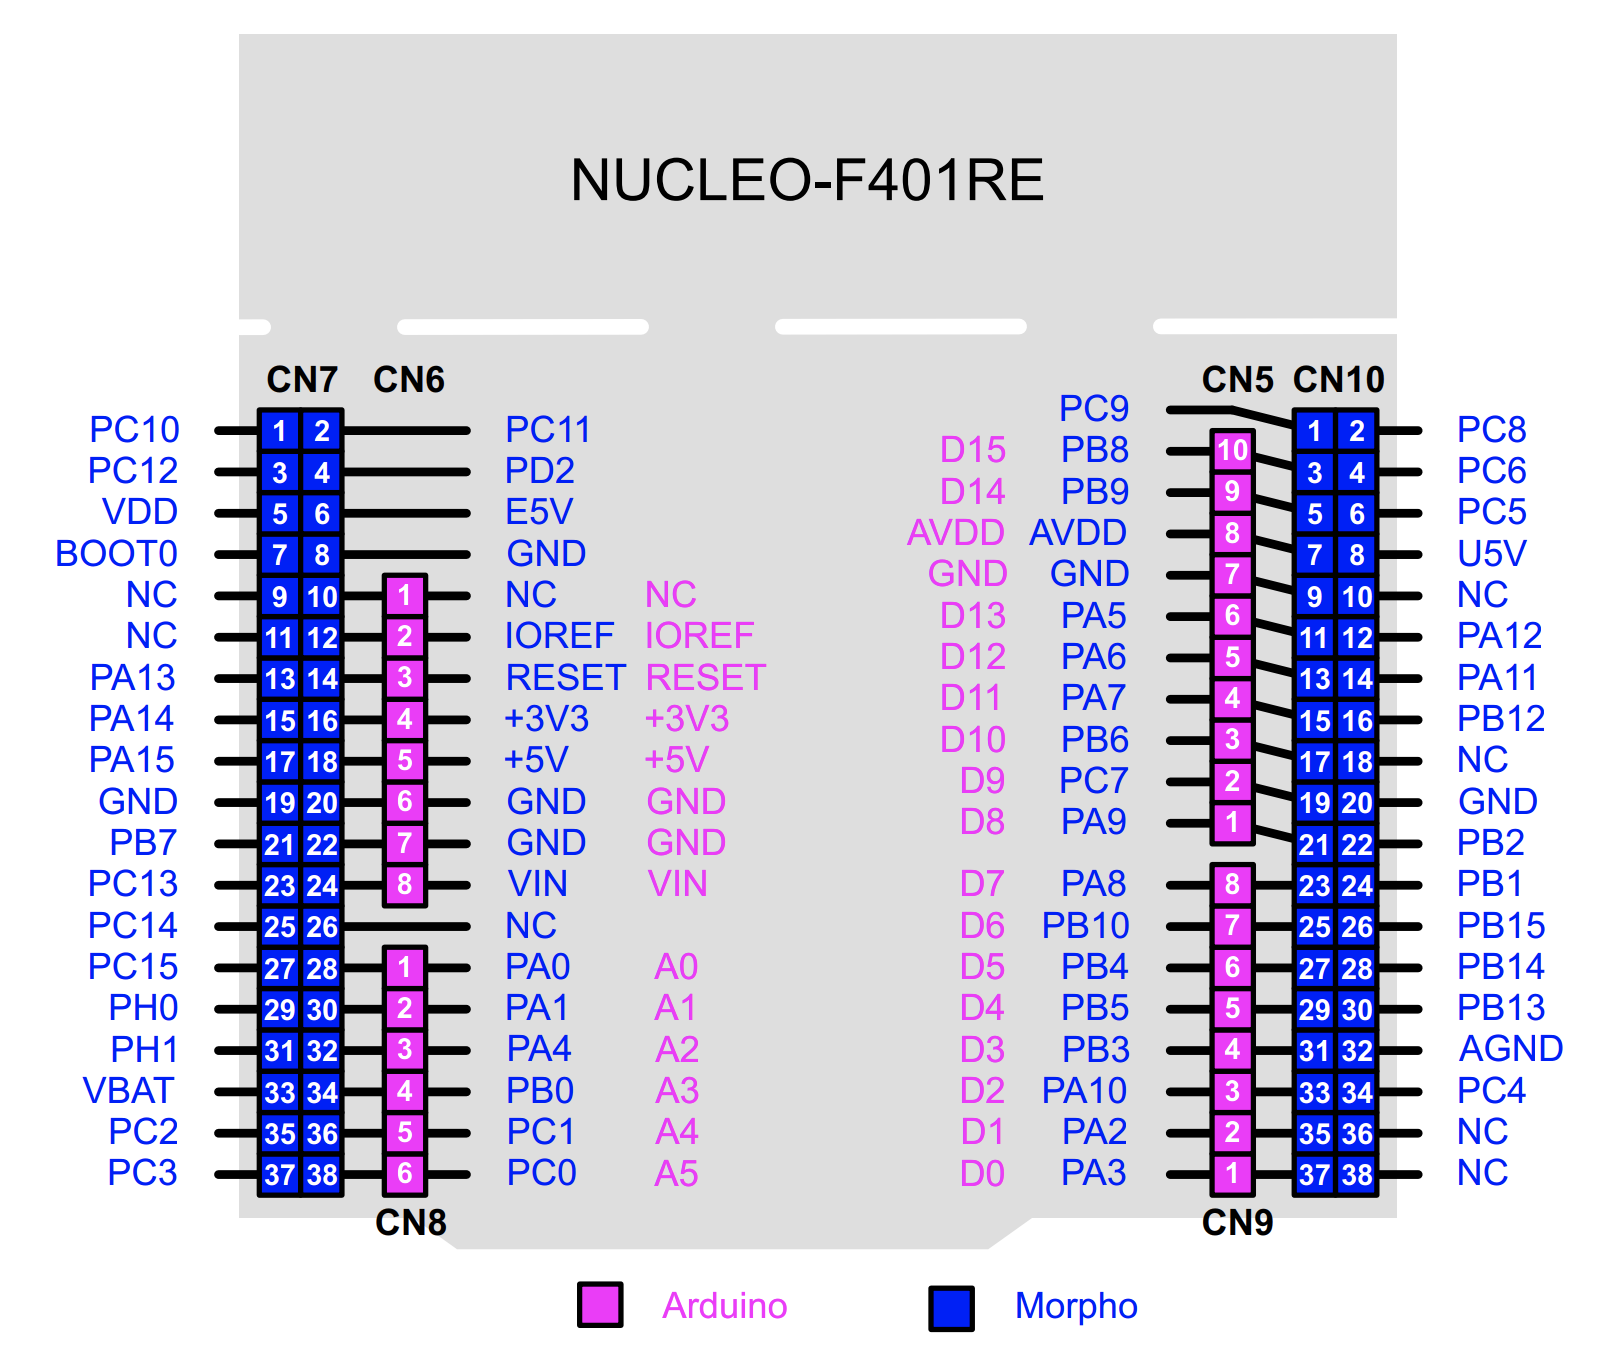 NUCLEO-F401RE
CN7 CN6 CN5 CN10
PC9
PC10 1 2 PC11 1 2 PC8
D15 PB8 10
PC12 3 4 PD2 3 4 PC6
D14 PB9 9
VDD 5 6 E5V 5 6 PC5
AVDD AVDD 8
BOOT0 7 8 GND 7 8 U5V
GND GND 7
NC 9 10 1 NC NC 9 10 NC
D13 PA5 6
NC 11 12 2 IOREF IOREF 11 12 PA12
D12 PA6 5
PA13 13 14 3 RESET RESET 13 14 PA11
D11 PA7 4
PA14 15 16 4 +3V3 +3V3 15 16 PB12
D10 PB6 3
PA15 17 18 5 +5V +5V 17 18 NC
D9 PC7 2
GND 19 20 6 GND GND 19 20 GND
D8 PA9 1
PB7 21 22 7 GND GND 21 22 PB2
PC13 23 24 8 VIN VIN D7 PA8 8 23 24 PB1
PC14 25 26 NC D6 PB10 7 25 26 PB15
PC15 27 28 1 PA0 A0 D5 PB4 6 27 28 PB14
PH0 29 30 2 PA1 A1 D4 PB5 5 29 30 PB13
PH1 31 32 3 PA4 A2 D3 PB3 4 31 32 AGND
VBAT 33 34 4 PB0 A3 D2 PA10 3 33 34 PC4
PC2 35 36 5 PC1 A4 D1 PA2 2 35 36 NC
PC3 37 38 6 PC0 A5 D0 PA3 1 37 38 NC
CN8 CN9
Arduino Morpho